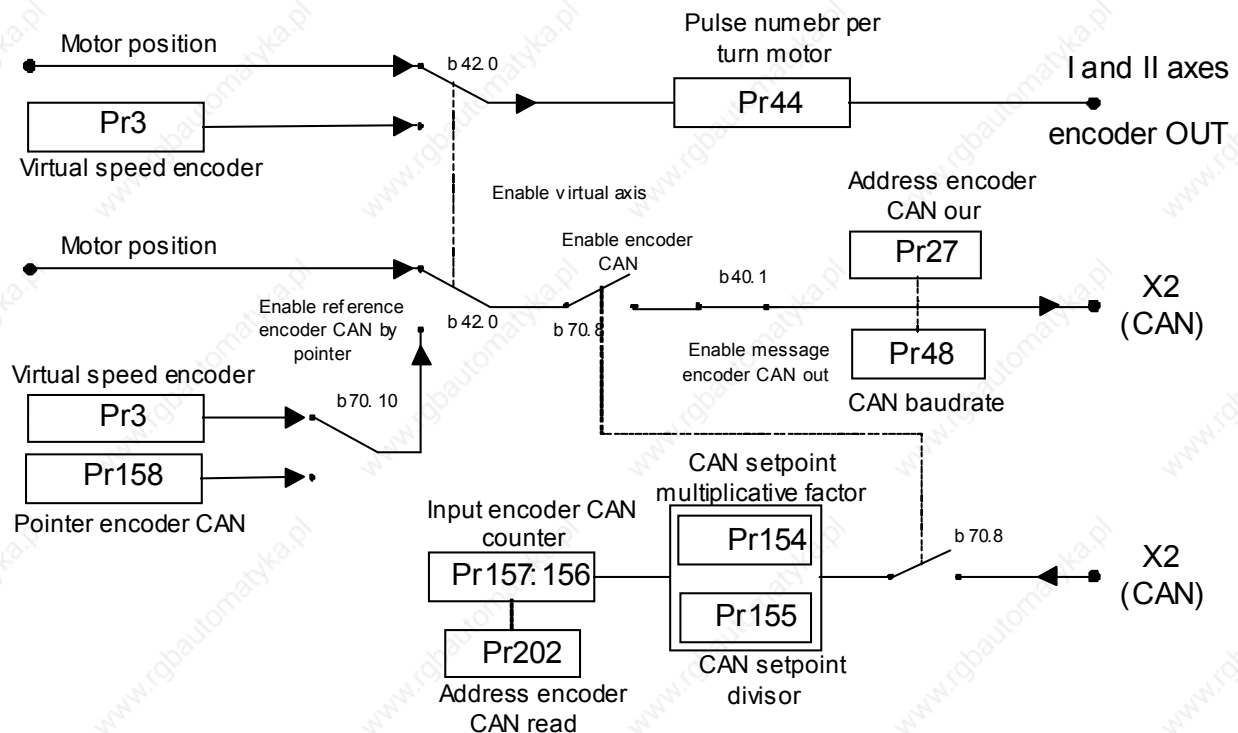 Pulse numebr per
turn motor
Motor position
b 42. 0
I and II axes
Pr3
Pr44
encoder OUT
Virtual speed encoder
Enable virtual axis
Address encoder
CAN our
Motor position
Enable encoder
CAN
Pr27
b 40. 1
X2
(CAN)
Enable reference
encoder CAN by
pointer
b 42. 0
b 70. 8
Enable message
encoder CAN out
Pr48
CAN baudrate
Virtual speed encoder
Pr3
b 70. 10
Pr158
Pointer encoder CAN
CAN setpoint
multiplicative factor
Input encoder CAN
counter
Pr154
b 70. 8
X2
(CAN)
Pr157: 156
Pr155
Pr202
CAN setpoint
divisor
Address encoder
CAN read
www.rgbautomatyka.pl